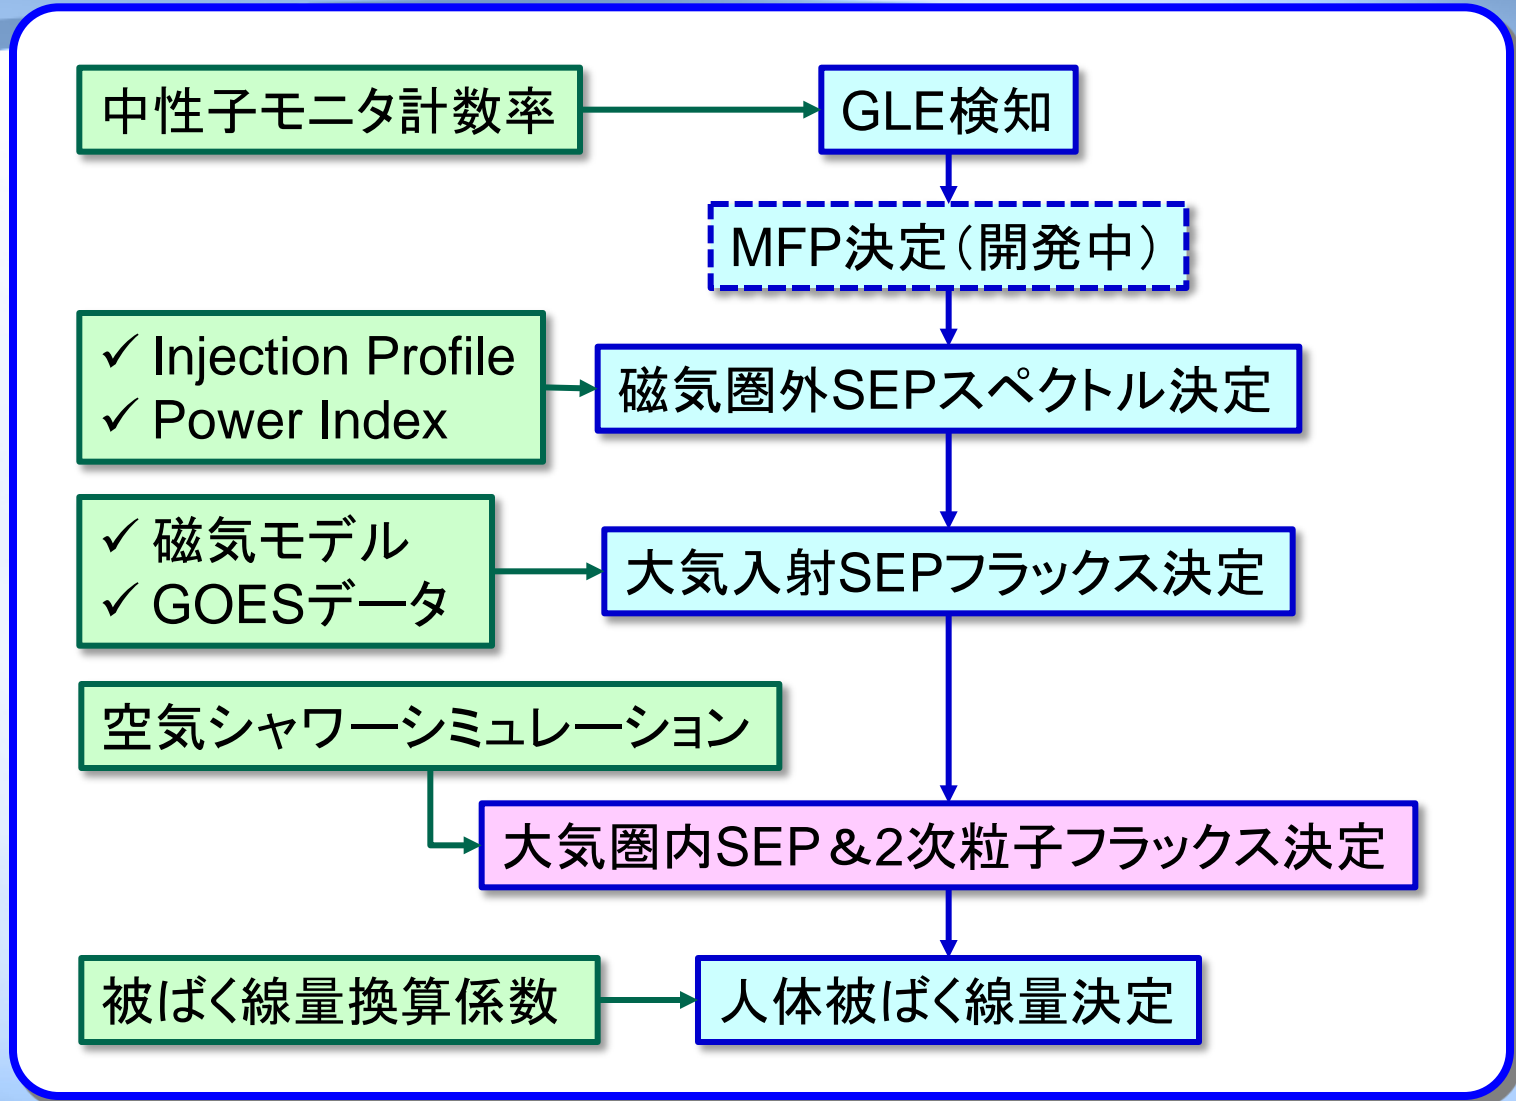 中性子モニタ計数率
GLE検知
MFP決定（開発中）
✓ Injection Profile
✓ Power Index
磁気圏外SEPスペクトル決定
✓ 磁気モデル
✓ GOESデータ
大気入射SEPフラックス決定
空気シャワーシミュレーション
大気圏内SEP＆2次粒子フラックス決定
被ばく線量換算係数
人体被ばく線量決定